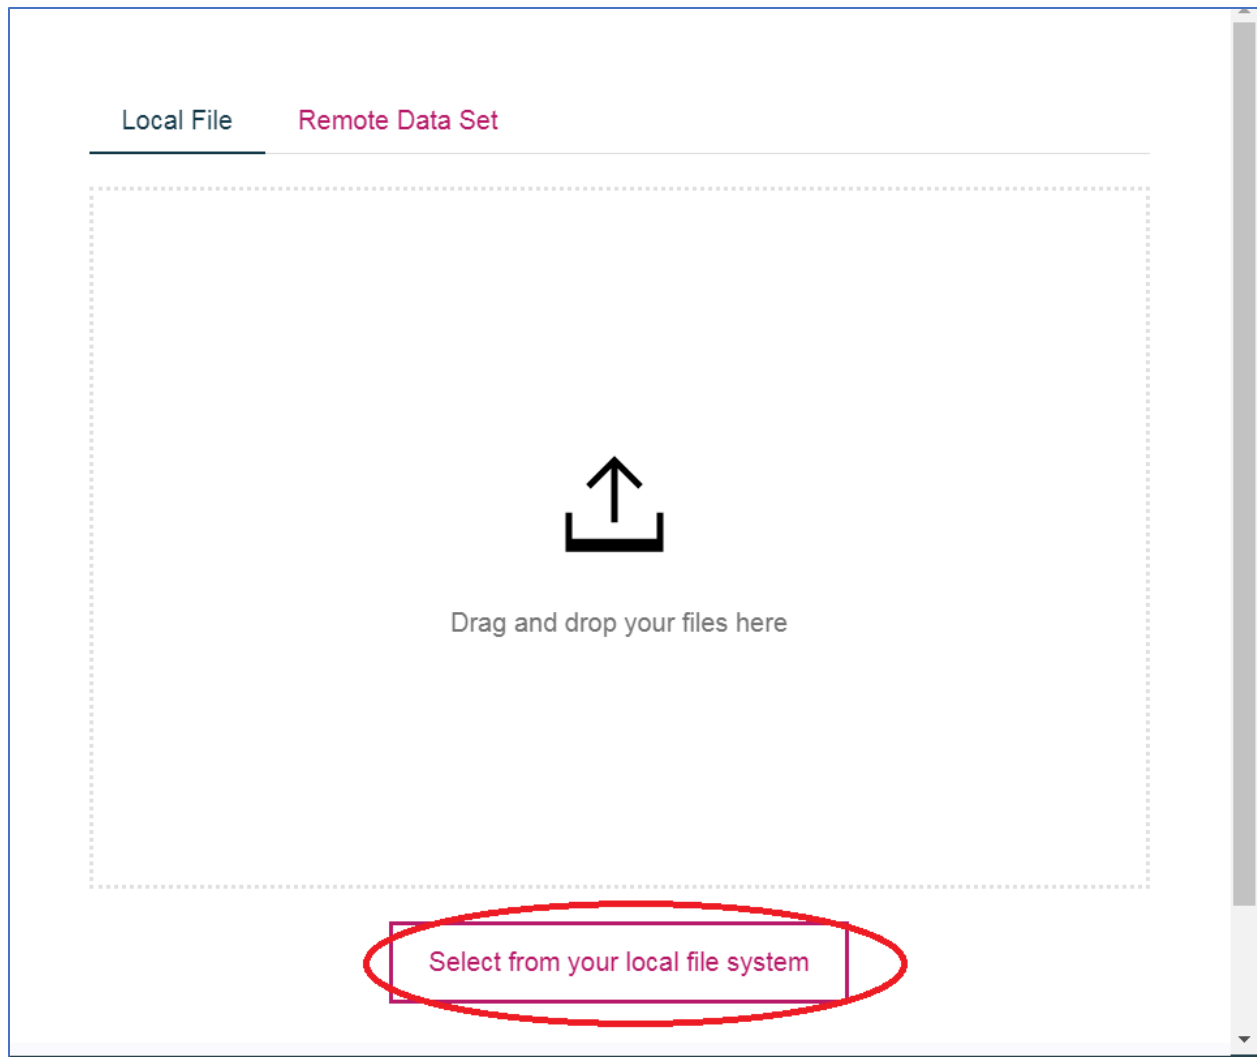 Local File
Remote Data Set
Drag and drop your files here
Select from your local file system